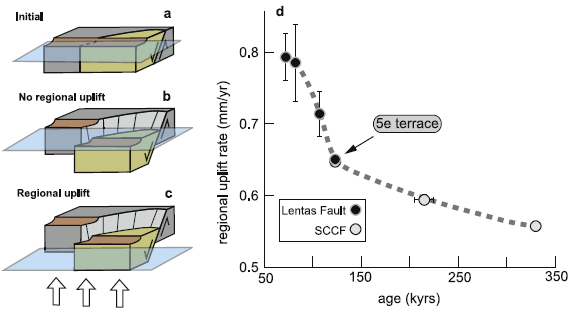 Initial
a
No regional uplift
b
Regional uplift
c
d
regional uplift rate (mm/yr)
0,8
0.7
0.6
0.5
50
150
250
350
age (kyrs)
5e terrace
Lentas Fault
SCCF